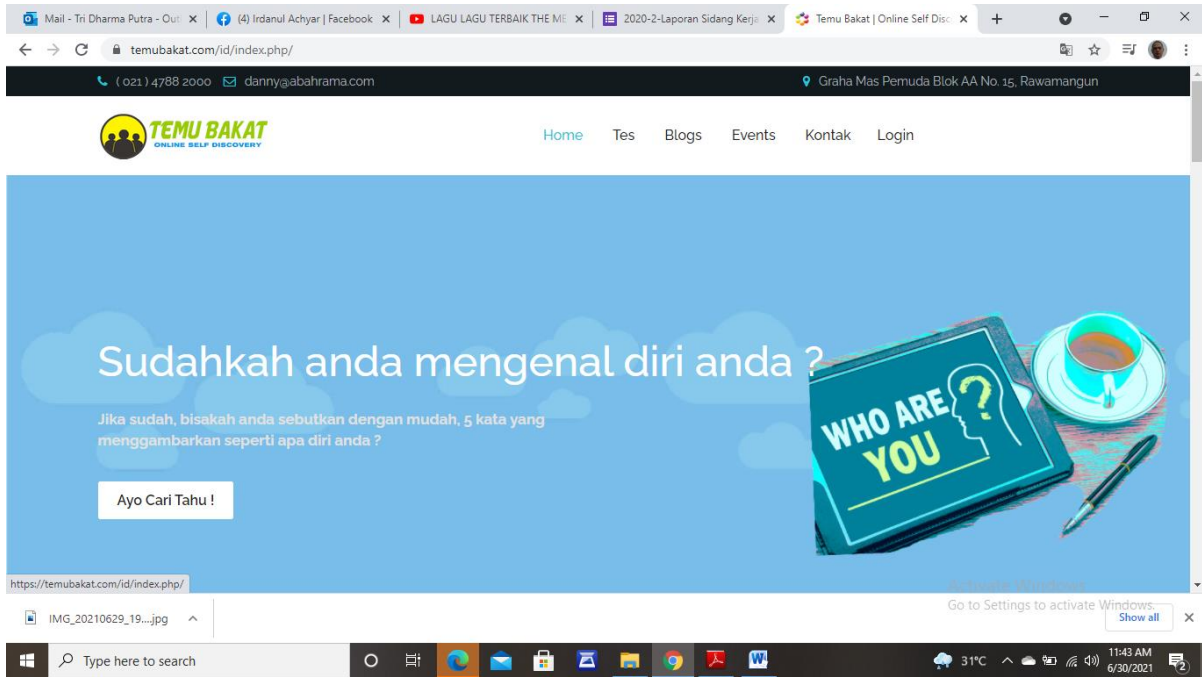 Mail - Tri Dharma Putra - Out
(4) Irdanul Achyar | Facebook
LAGU LAGU TERBAIK THE ME
2020-2-Laporan Sidang Kerja
Temu Bakat | Online Self Disc
temubakat.com/id/index.php/
( 021 ) 4788 2000 danny@abahrama.com
Graha Mas Pemuda Blok AA No. 15, Rawamangun
TEMU BAKAT
ONLINE SELF DISCOVERY
Home Tes Blogs Events Kontak Login
Sudahkah anda mengenal diri anda ?
Jika sudah, bisakah anda sebutkan dengan mudah, 5 kata yang
menggambarkan seperti apa diri anda ?
Ayo Cari Tahu !
WHO ARE
YOU
?
https://temubakat.com/id/index.php/
Activate Windows
Go to Settings to activate Windows.
IMG_20210629_19....jpg
Show all
Type here to search
31°C
11:43 AM
6/30/2021
2